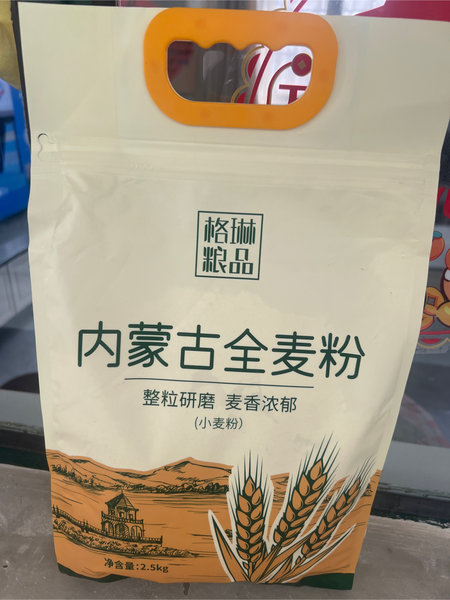 格琳
粮品
内蒙古全麦粉
整粒研磨 麦香浓郁
(小麦粉)
净含量:2.5kg